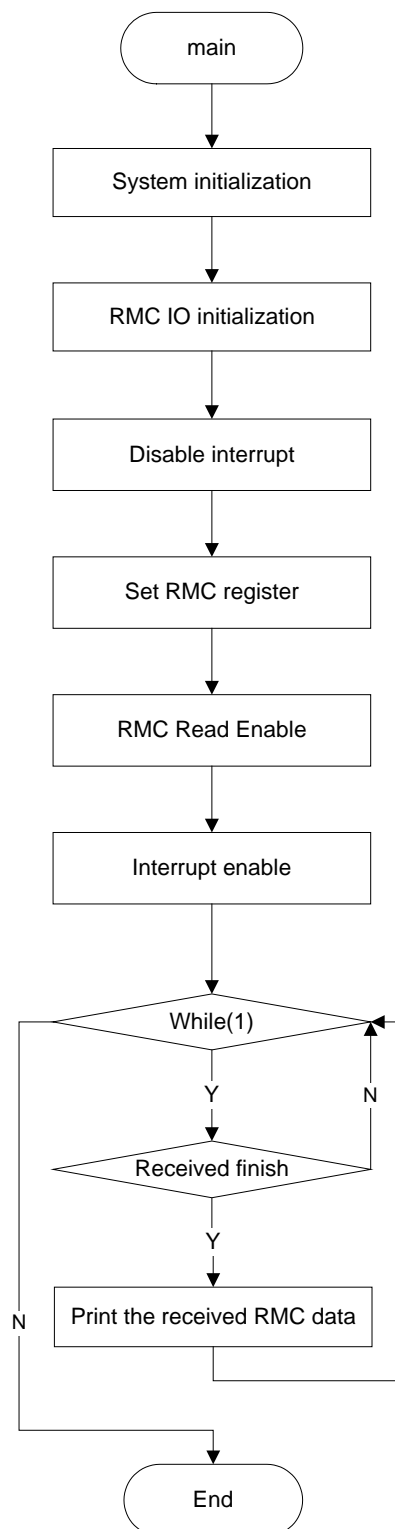 main
System initialization
RMC IO initialization
Disable interrupt
Set RMC register
RMC Read Enable
Interrupt enable
While(1)
Y
N
Received finish
Y
N
Print the received RMC data
End